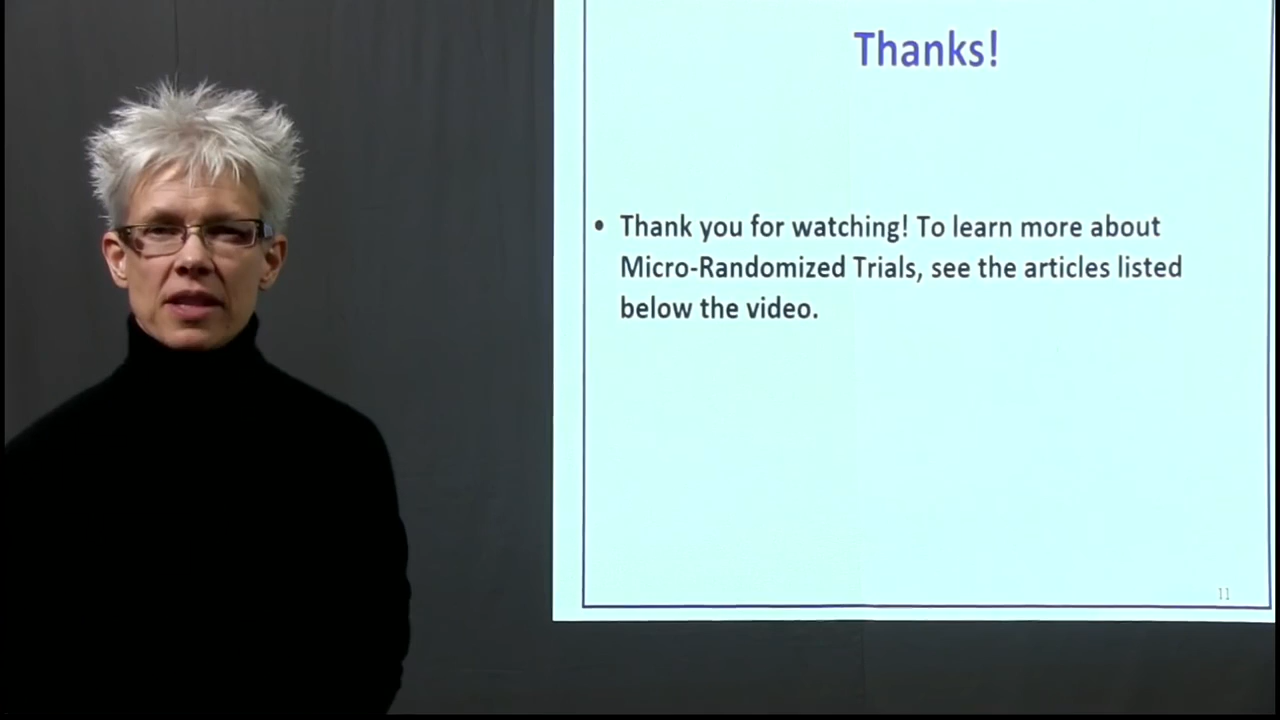 Thanks!
• Thank you for watching! To learn more about
Micro-Randomized Trials, see the articles listed
below the video.
11